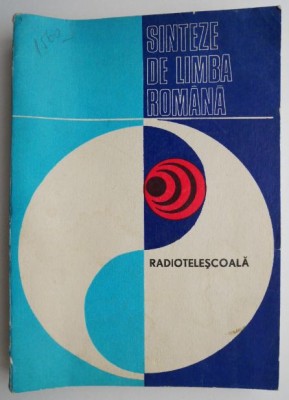 SINTEZE
DE LIMBA
ROMÂNĂ
RADIOTELEȘCOALĂ